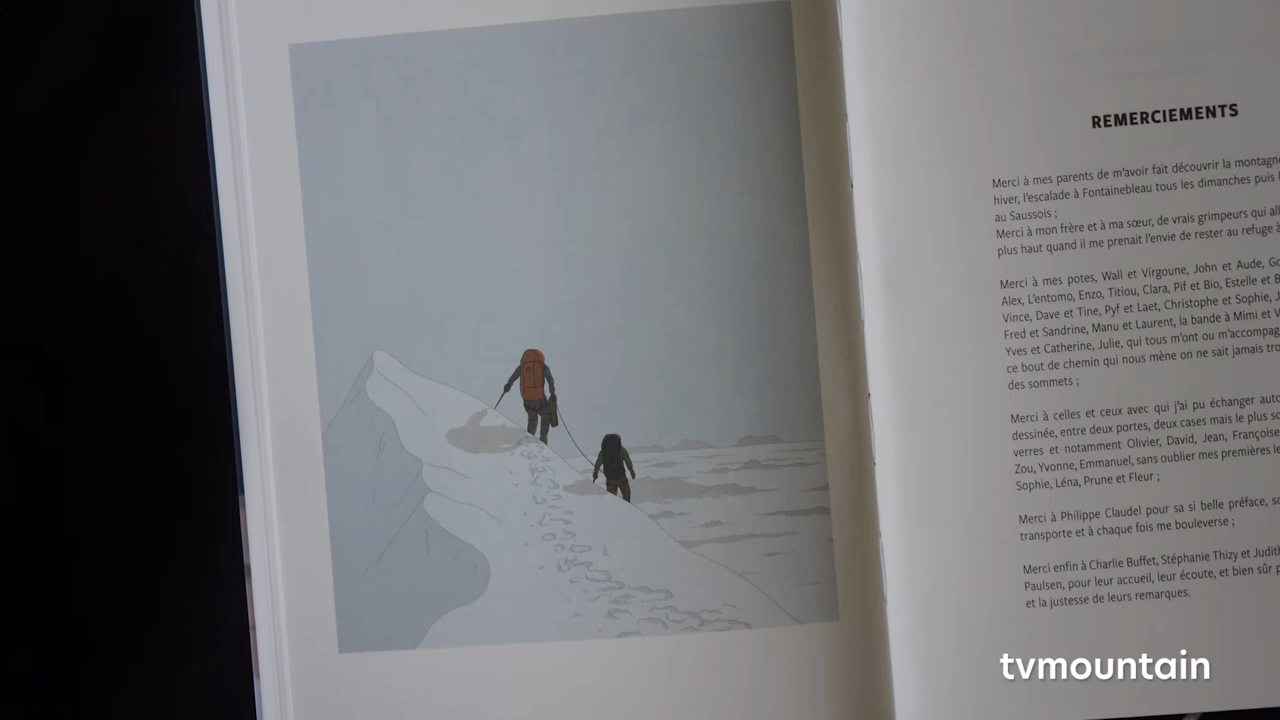 REMERCIEMENTS
Merci à mes parents de m'avoir fait découvrir la montagne
hiver, l'escalade à Fontainebleau tous les dimanches puis
au Saussois ;
Merci à mon frère et à ma sœur, de vrais grimpeurs qui
plus haut quand il me prenait l'envie de rester au refuge
Merci à mes potes, Wall et Virgoune, John et Aude,
Alex, L'entomo, Enzo, Titiou, Clara, Pif et Bio, Estelle et
Vince, Dave et Tine, Pyf et Laet, Christophe et Sophie,
Fred et Sandrine, Manu et Laurent, la bande à Mimi et
Yves et Catherine, Julie, qui tous m'ont ou
ce bout de chemin qui nous mène on ne sait jamais
des sommets ;
Merci à celles et ceux avec qui j'ai pu échanger
dessinée, entre deux portes, deux cases mais le plus
verres et notamment Olivier, David, Jean,
Zou, Yvonne, Emmanuel, sans oublier mes premières
Sophie, Léna, Prune et Fleur ;
Merci à Philippe Claudel pour sa si belle préface,
transporte et à chaque fois me bouleverse ;
Merci enfin à Charlie Buffet, Stéphanie Thizy et
Paulsen, pour leur accueil, leur écoute, et bien sûr
et la justesse de leurs remarques.
tvmountain